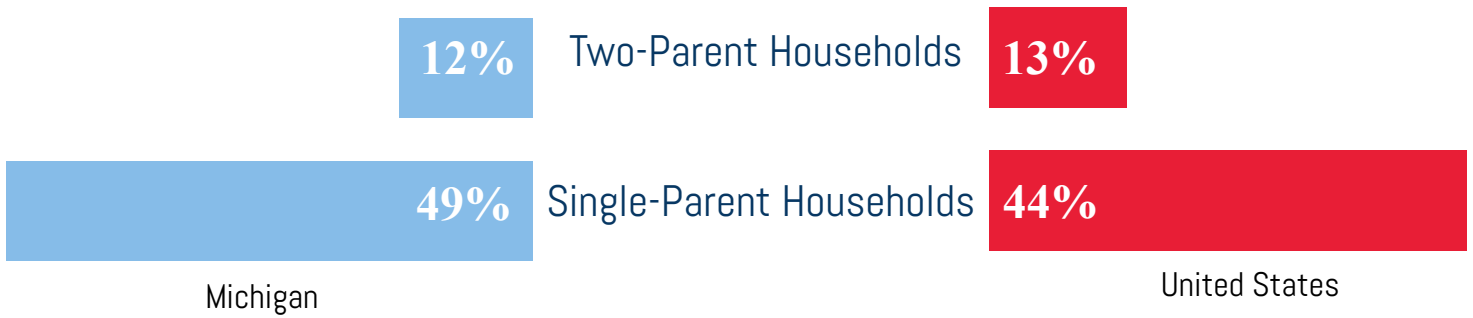 12% Two-Parent Households 13%
49% Single-Parent Households 44%
Michigan United States